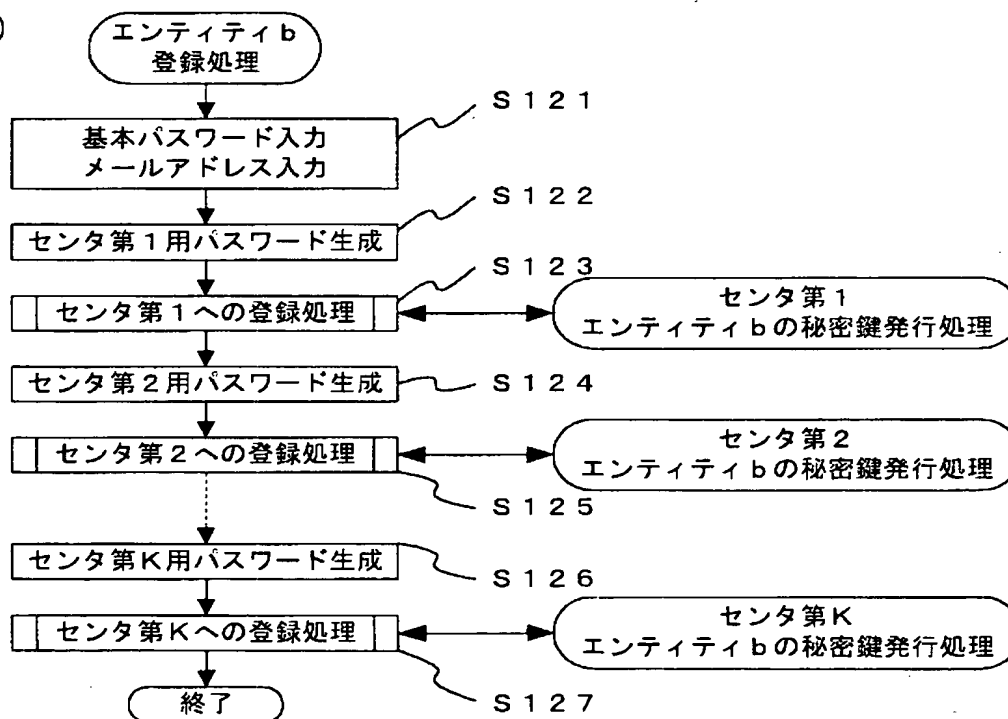 エンティティb
登録処理
S121
基本パスワード入力
メールアドレス入力
S122
センタ第1用パスワード生成
S123
センタ第1への登録処理
センタ第1
エンティティbの秘密鍵発行処理
センタ第2用パスワード生成
S124
センタ第2への登録処理
センタ第2
エンティティbの秘密鍵発行処理
S125
センタ第K用パスワード生成
S126
センタ第Kへの登録処理
センタ第K
エンティティbの秘密鍵発行処理
S127
終了